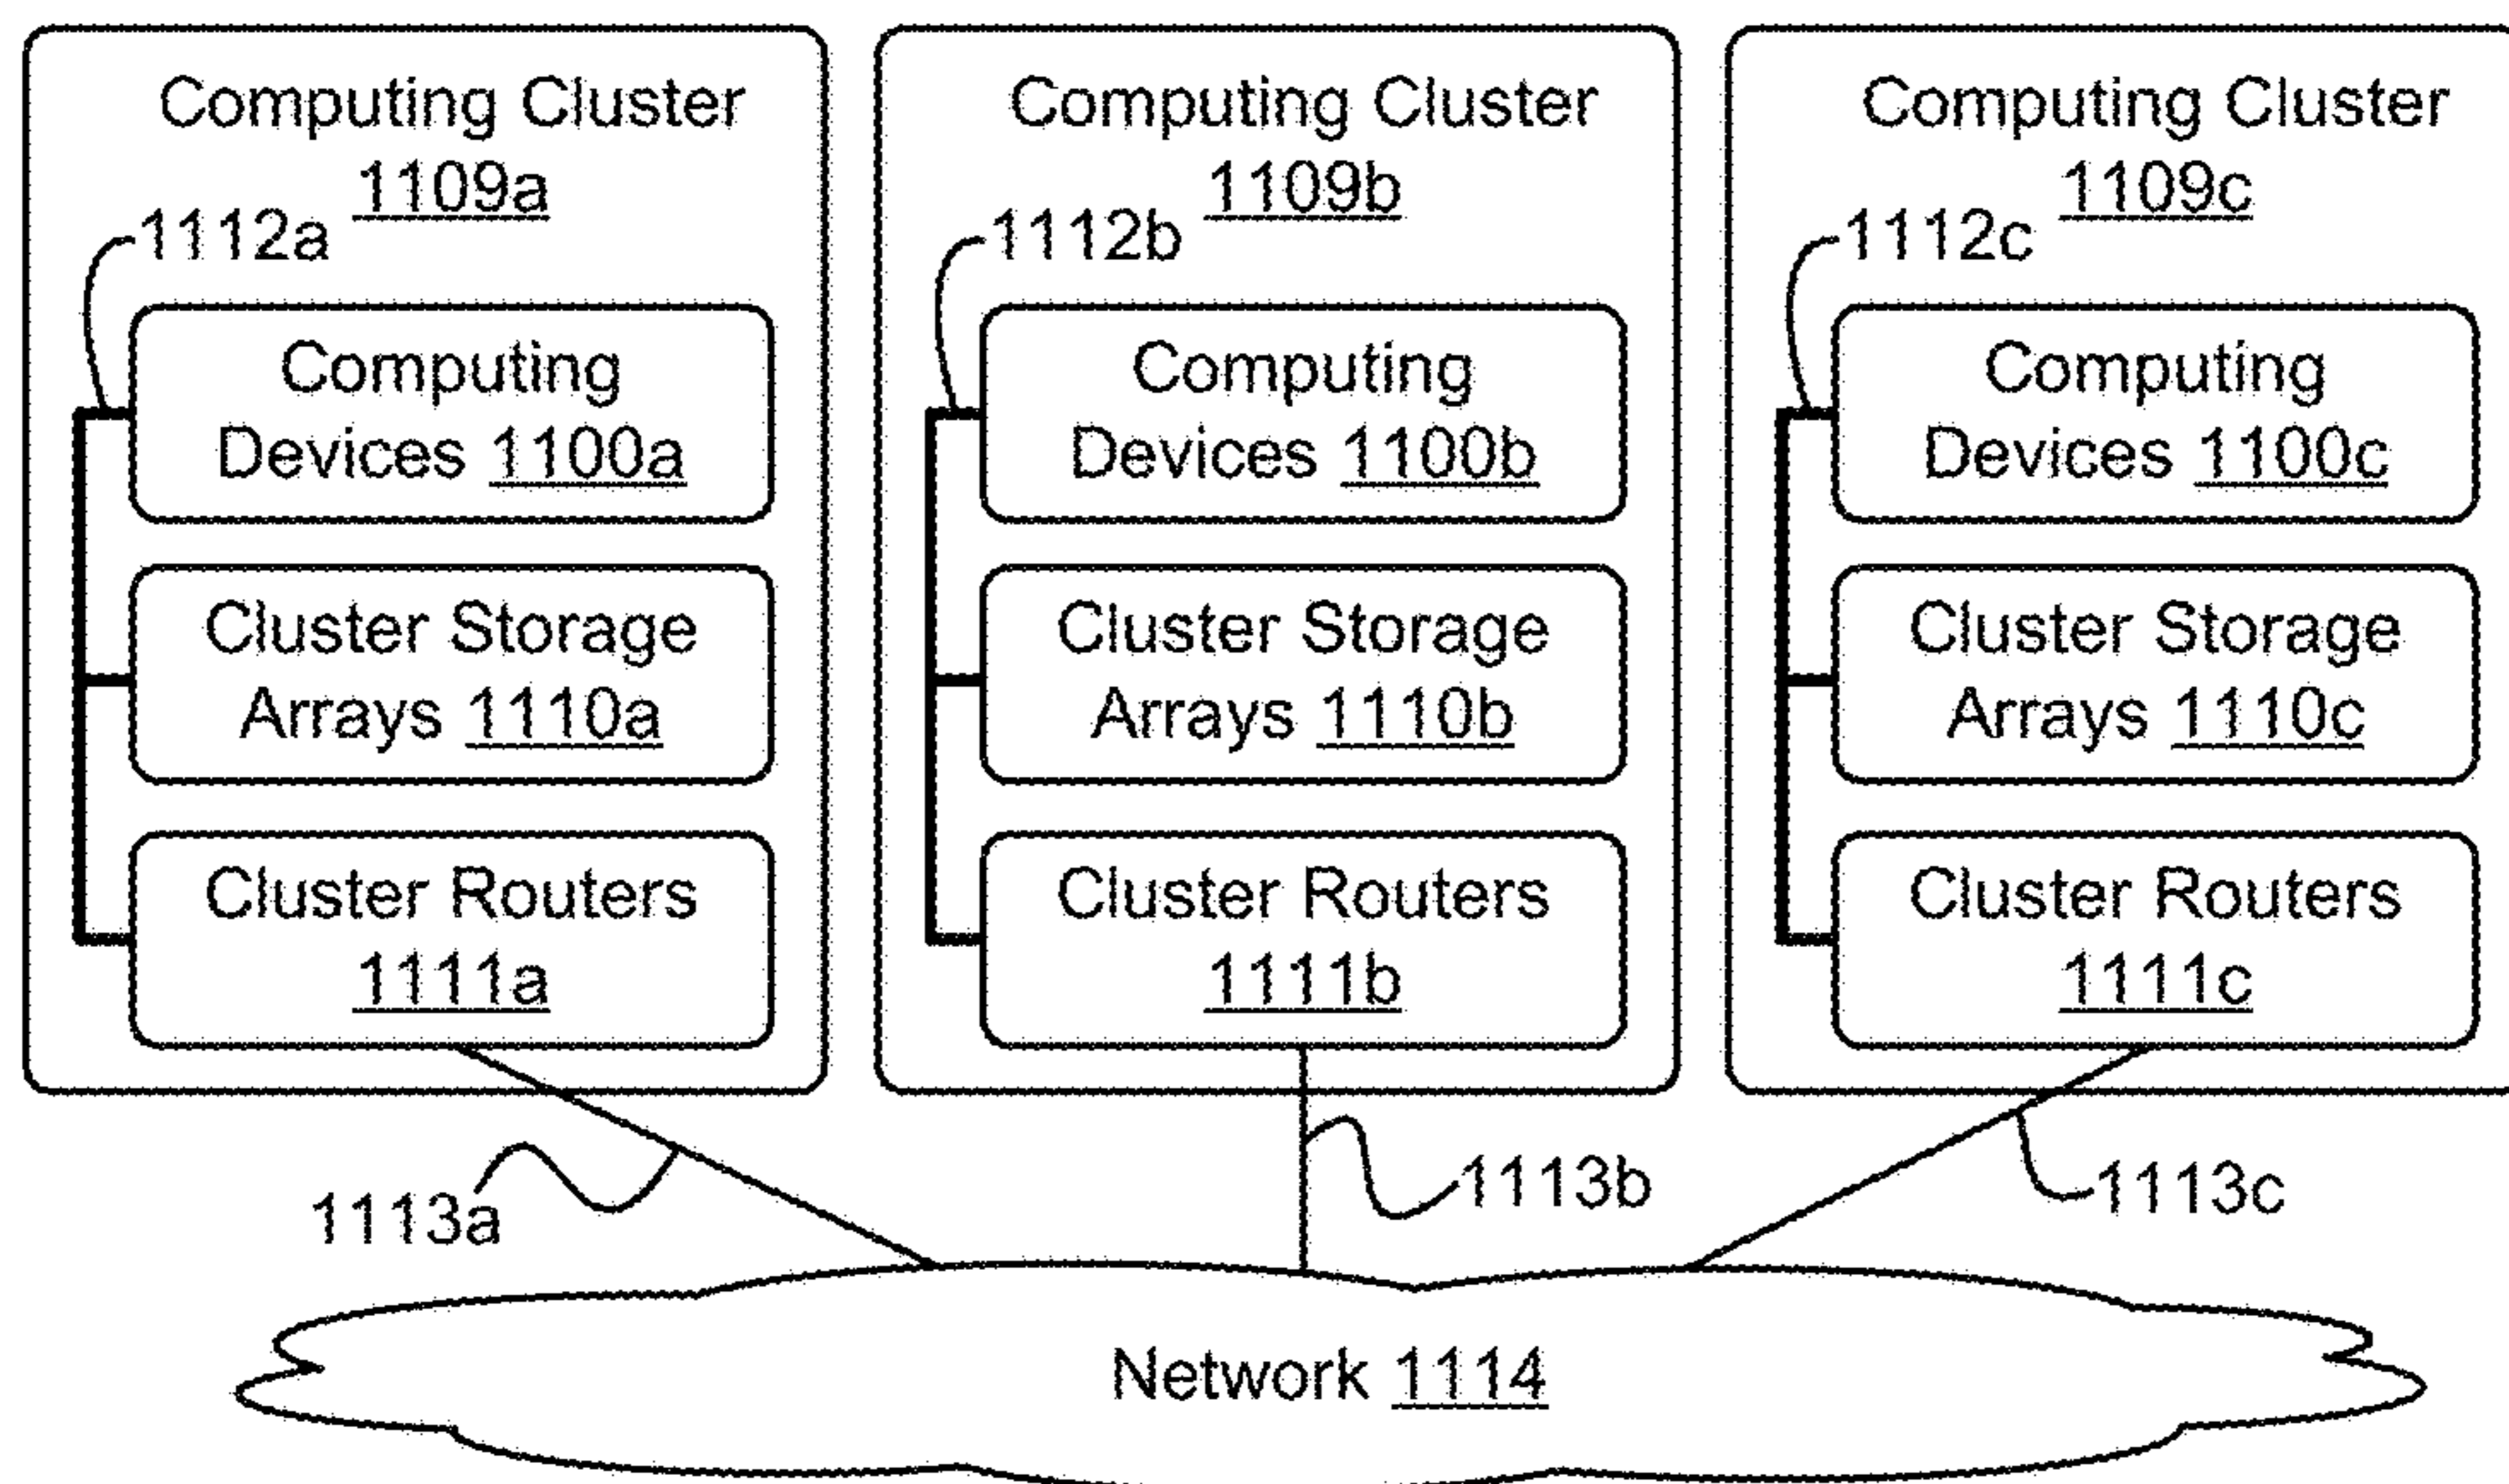 Computing Cluster
1109a
1112a
Computing
Devices 1100a
Cluster Storage
Arrays 1110a
Cluster Routers
1111a
Computing Cluster
1109b
1112b
Computing
Devices 1100b
Cluster Storage
Arrays 1110b
Cluster Routers
1111b
Computing Cluster
1109c
1112c
Computing
Devices 1100c
Cluster Storage
Arrays 1110c
Cluster Routers
1111c
1113a
1113b
1113c
Network 1114